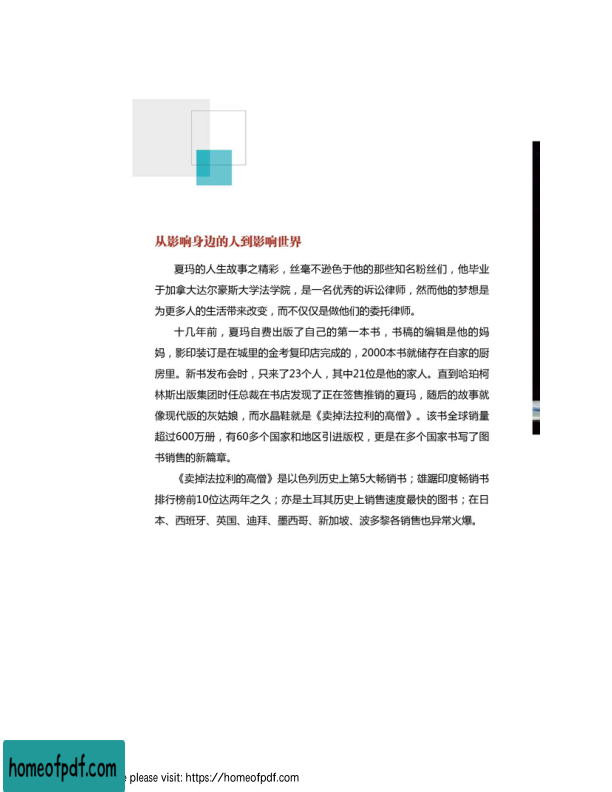 从影响身边的人到影响世界
夏玛的人生故事之精彩，丝毫不逊色于他的那些知名粉丝们，他毕业
于加拿大达尔豪斯大学法学院，是一名优秀的诉讼律师，然而他的梦想是
为更多人的生活带来改变，而不仅仅是做他们的委托律师。
十几年前，夏玛自费出版了自己的第一本书，书稿的编辑是他的妈
妈，影印装订是在城里的金考复印店完成的，2000本书就储存在自家的厨
房里。新书发布会时，只来了23个人，其中21位是他的家人。直到哈珀柯
林斯出版集团时任总裁在书店发现了正在签售推销的夏玛，随后的故事就
像现代版的灰姑娘，而水晶鞋就是《卖掉法拉利的高僧》。该书全球销量
超过600万册，有60多个国家和地区引进版权，更是在多个国家书写了图
书销售的新篇章。
《卖掉法拉利的高僧》是以色列历史上第5大畅销书；雄踞印度畅销书
排行榜前10位达两年之久；亦是土耳其历史上销售速度最快的图书；在日
本、西班牙、英国、迪拜、墨西哥、新加坡、波多黎各销售也异常火爆。
homeofpdf.com
please visit: https://homeofpdf.com